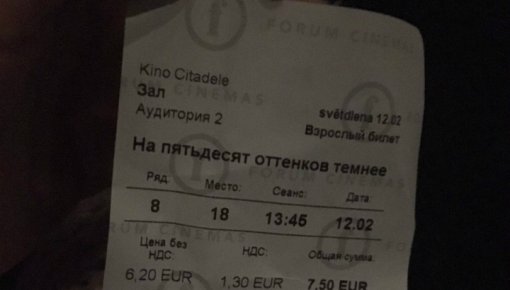 FORUM CINEMAS
Kino Citadele
Зал
Аудитория 2
svētdiena 12.02
Взрослый билет
На пятьдесят оттенков темнее
Ряд: Место: Сеанс: Дата:
8 18 13:45 12.02
Цена без НДС: НДС: Общая сумма:
6,20 EUR 1,30 EUR 7,50 EUR